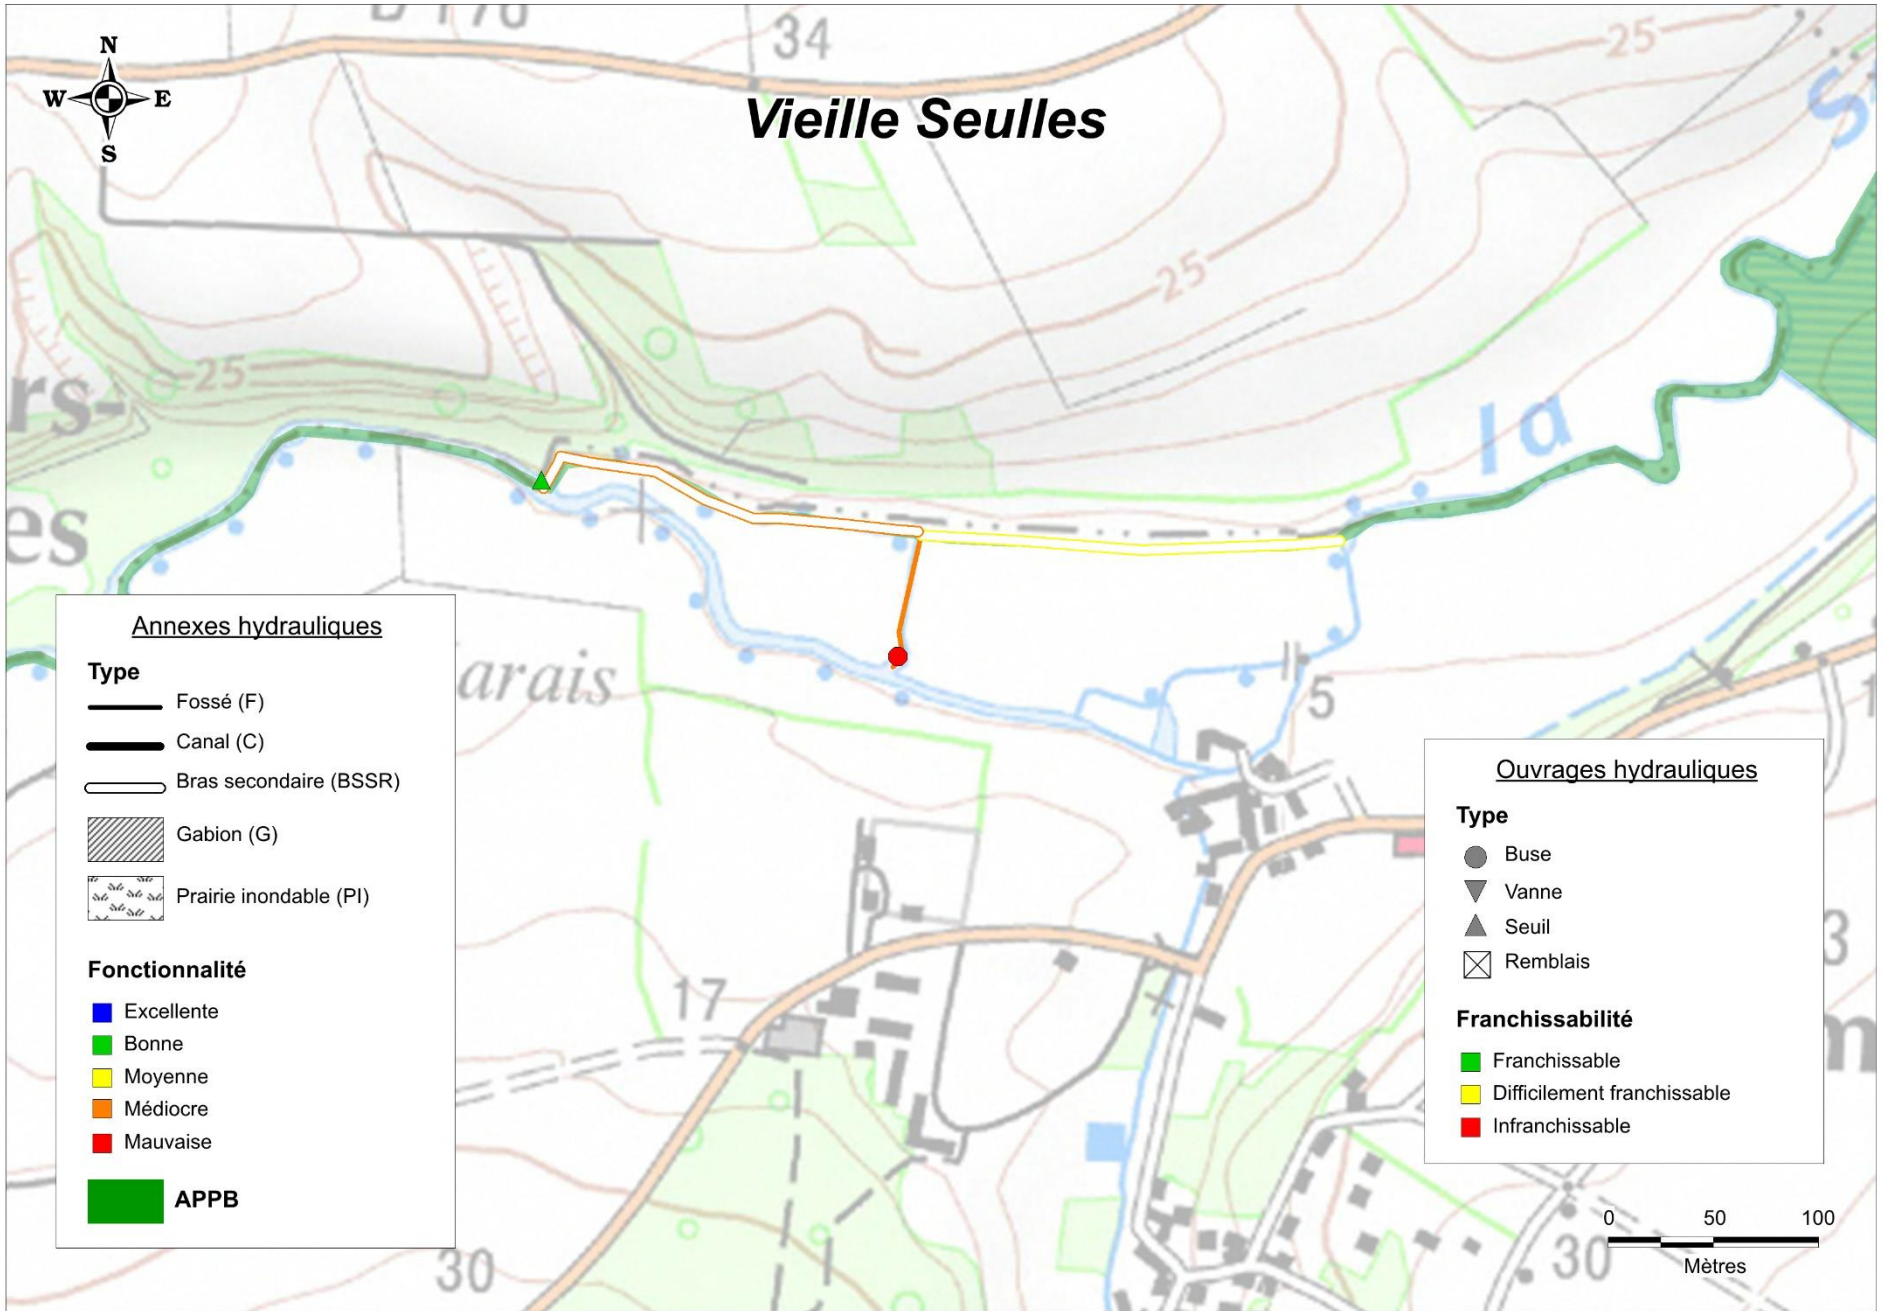 D 176
34
N
W E
S
Vieille Seulles
25
25
25
rs-
es
la
S
arais
5
Annexes hydrauliques
Type
Fossé (F)
Canal (C)
Bras secondaire (BSSR)
Gabion (G)
Prairie inondable (PI)
Fonctionnalité
Excellente
Bonne
Moyenne
Médiocre
Mauvaise
APPB
Ouvrages hydrauliques
Type
Buse
Vanne
Seuil
Remblais
Franchissabilité
Franchissable
Difficilement franchissable
Infranchissable
17
3
m
30
30
0 50 100
Mètres